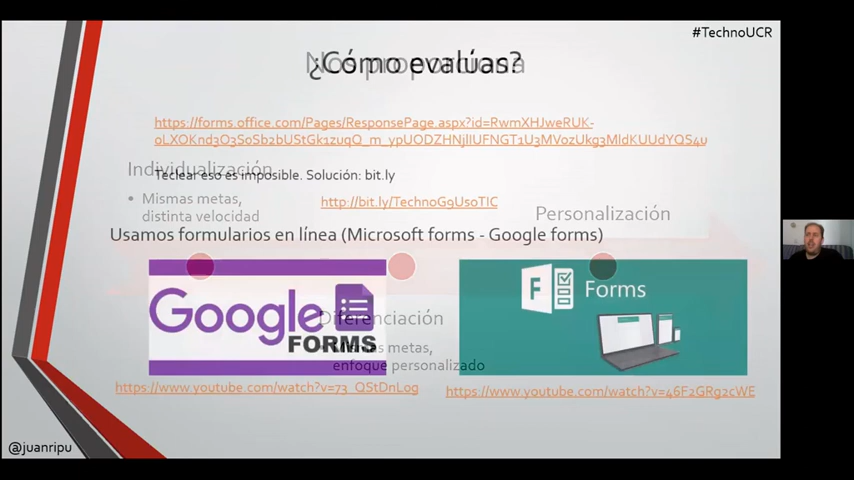 #TechnoUCR
¿Cómo evalúas?
Nos proporciona
https://forms.office.com/Pages/ResponsePage.aspx?id=RwmXHJweRUK-
Individualización
Teclear eso es imposible. Solución: bit.ly
• Mismas metas,
distinta velocidad
http://bit.ly/TechnoG9UsoTIC
Personalización
Usamos formularios en línea (Microsoft forms - Google forms)
Google
FORMS
F
Forms
Diferenciación
• Mismas metas,
enfoque personalizado
https://www.youtube.com/watch?v=73_QStDnLog
https://www.youtube.com/watch?v=46F2GRg2cWE
@juanripu